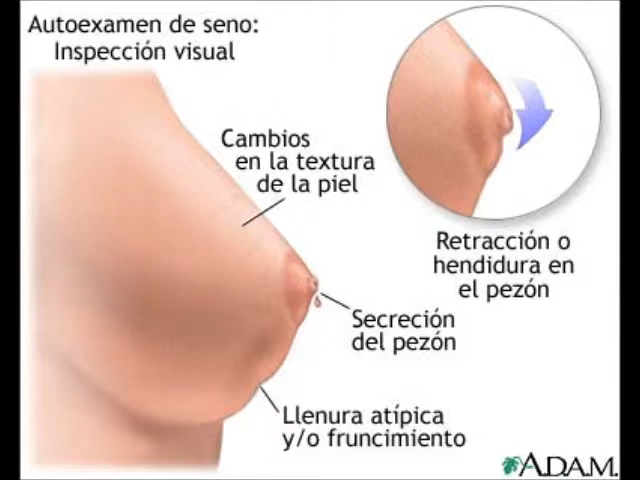 Autoexamen de seno:
Inspección visual
Cambios
en la textura
de la piel
Retracción o
hendidura en
el pezón
Secreción
del pezón
Llenura atípica
y/o fruncimiento
A.D.A.M.